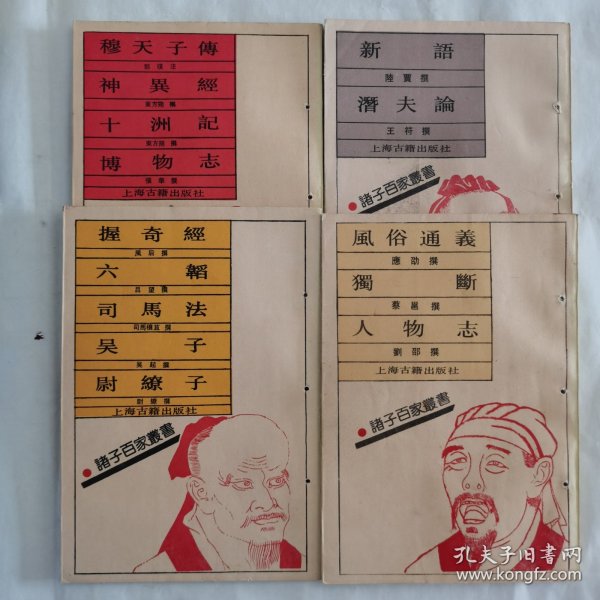 穆天子傳
郭璞注
神異經
東方朔撰
十洲記
東方朔撰
博物志
張華撰
上海古籍出版社
新語
陸賈撰
潛夫論
王符撰
上海古籍出版社
諸子百家叢書
握奇經
風后撰
六韜
呂望撰
司馬法
司馬穰苴撰
吴子
吴起撰
尉繚子
尉繚撰
上海古籍出版社
諸子百家叢書
風俗通義
應劭撰
獨斷
蔡邕撰
人物志
劉邵撰
上海古籍出版社
諸子百家叢書
孔夫子旧书网
www.kongfz.com